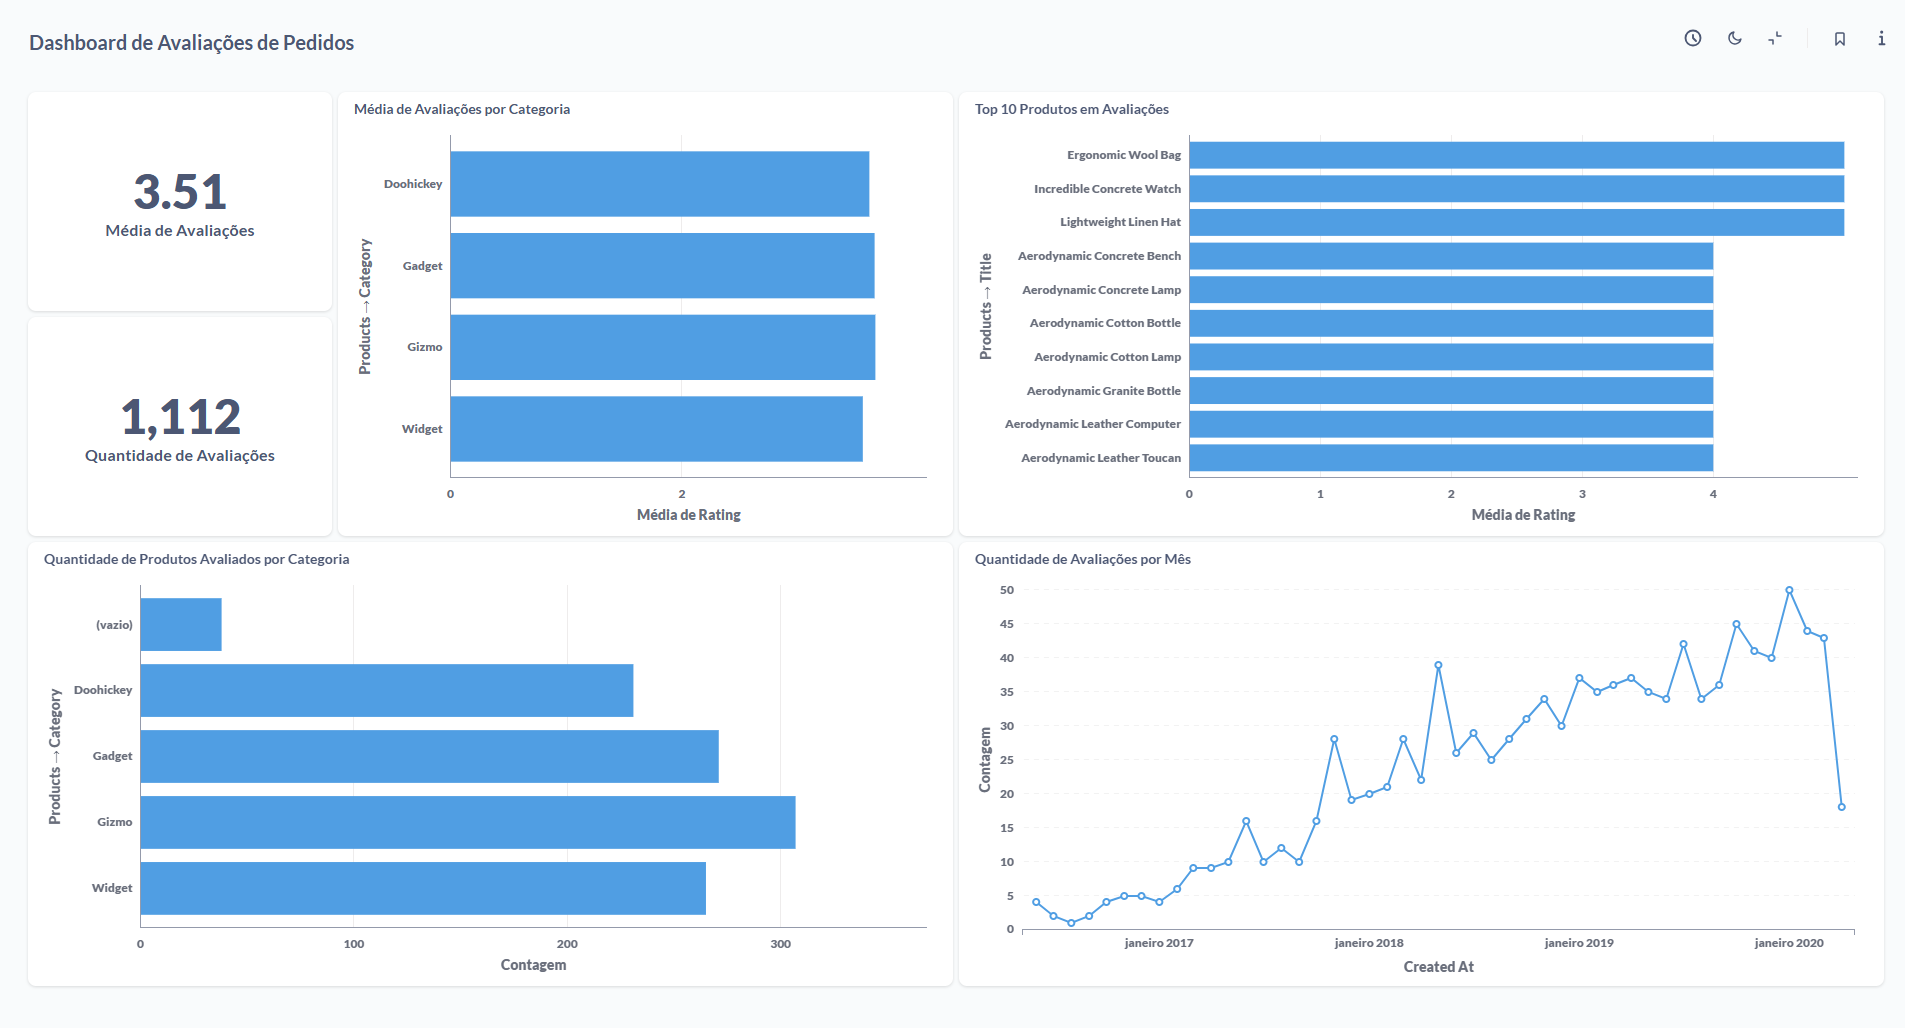 Dashboard de Avaliações de Pedidos
3.51
Média de Avaliações
1,112
Quantidade de Avaliações
Média de Avaliações por Categoria
Products → Category
Doohickey
Gadget
Gizmo
Widget
0 2
Média de Rating
Top 10 Produtos em Avaliações
Products → Title
Ergonomic Wool Bag
Incredible Concrete Watch
Lightweight Linen Hat
Aerodynamic Concrete Bench
Aerodynamic Concrete Lamp
Aerodynamic Cotton Bottle
Aerodynamic Cotton Lamp
Aerodynamic Granite Bottle
Aerodynamic Leather Computer
Aerodynamic Leather Toucan
0 1 2 3 4
Média de Rating
Quantidade de Produtos Avaliados por Categoria
Products → Category
(vazio)
Doohickey
Gadget
Gizmo
Widget
0 100 200 300
Contagem
Quantidade de Avaliações por Mês
Contagem
50
45
40
35
30
25
20
15
10
5
0
janeiro 2017 janeiro 2018 janeiro 2019 janeiro 2020
Created At